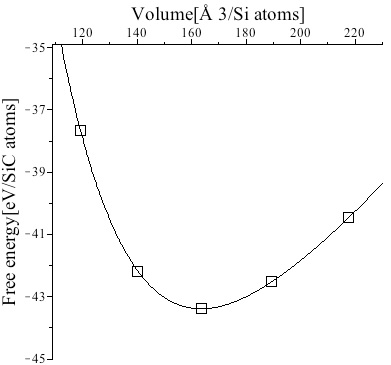 Volume[Å 3/Si atoms]
120 140 160 180 200 220
Free energy[eV/SiC atoms]
-35
-37
-39
-41
-43
-45